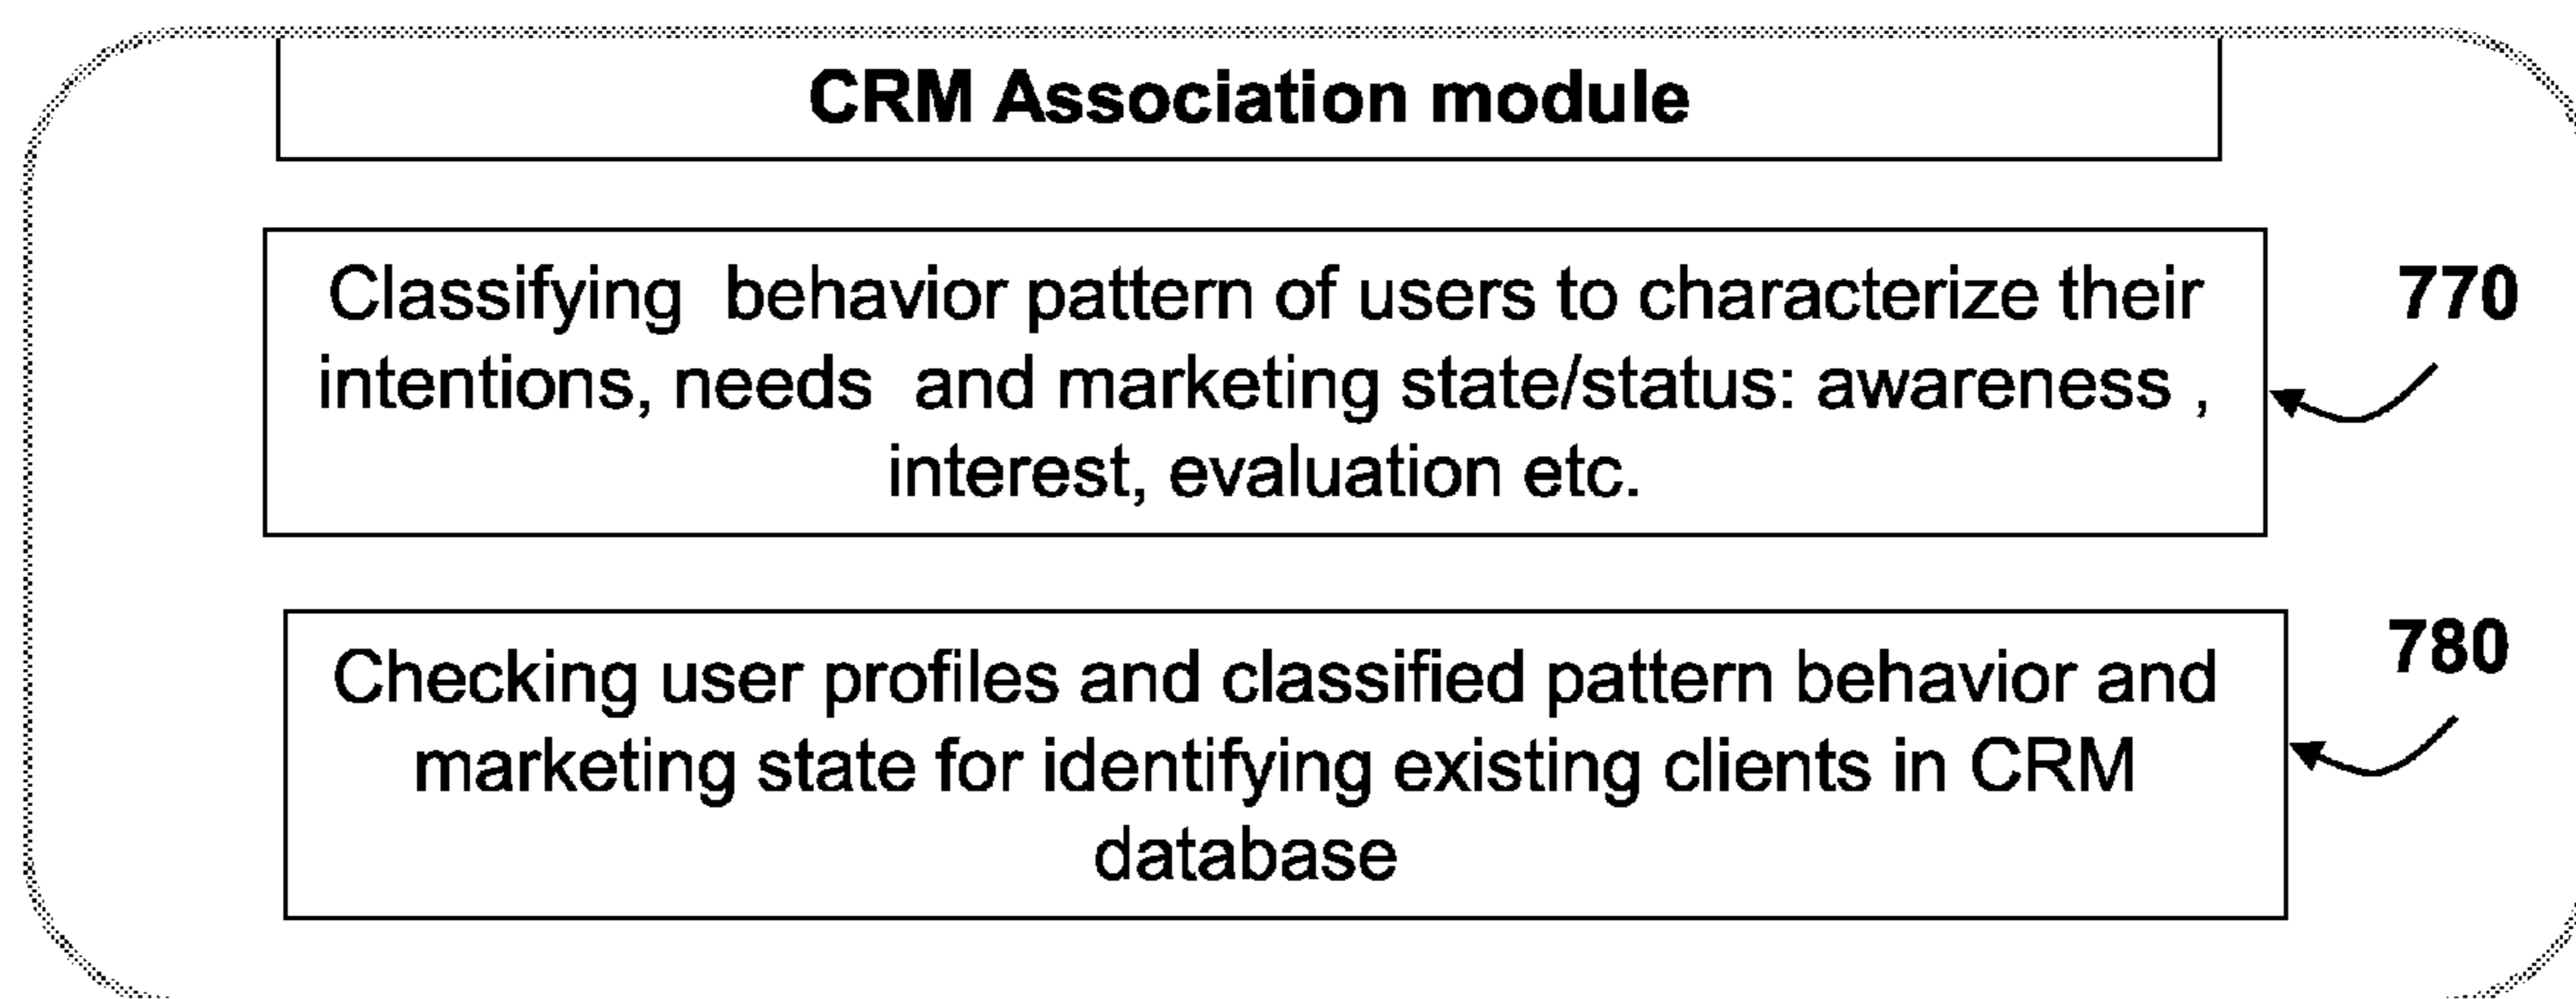 CRM Association module
Classifying  behavior pattern of users to characterize their
770
intentions, needs  and marketing state/status: awareness ,
interest, evaluation etc.
Checking user profiles and classified pattern behavior and
780
marketing state for identifying existing clients in CRM
database